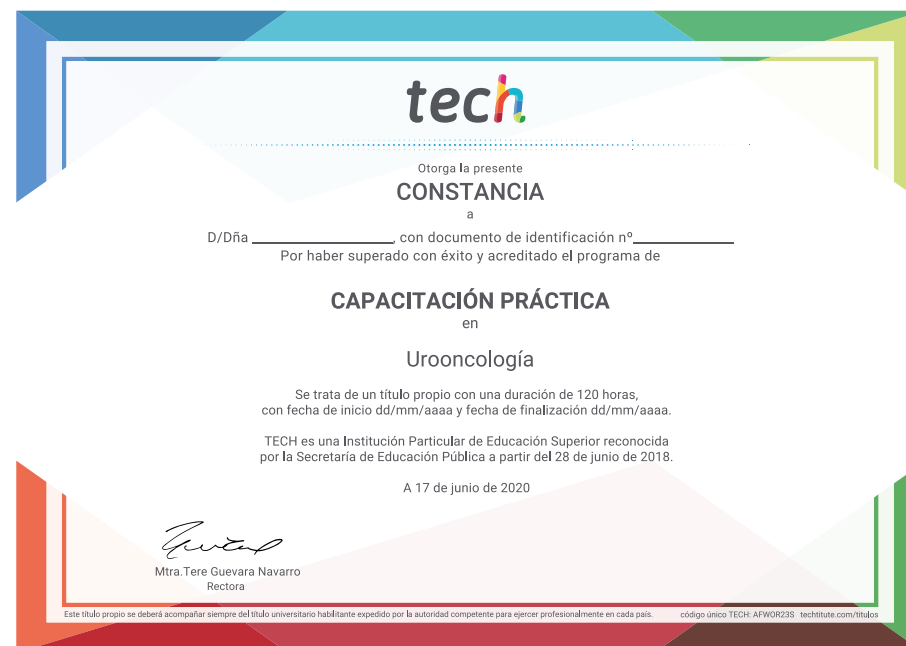 tech
Otorga la presente
CONSTANCIA
a
D/Dña ____________________, con documento de identificación nº______________
Por haber superado con éxito y acreditado el programa de
CAPACITACIÓN PRÁCTICA
en
Urooncología
Se trata de un título propio con una duración de 120 horas,
con fecha de inicio dd/mm/aaaa y fecha de finalización dd/mm/aaaa.
TECH es una Institución Particular de Educación Superior reconocida
por la Secretaría de Educación Pública a partir del 28 de junio de 2018.
A 17 de junio de 2020
Mtra.Tere Guevara Navarro
Rectora
Este título propio se deberá acompañar siempre del título universitario habilitante expedido por la autoridad competente para ejercer profesionalmente en cada país. código único TECH: AFWOR23S techtitute.com/titulos